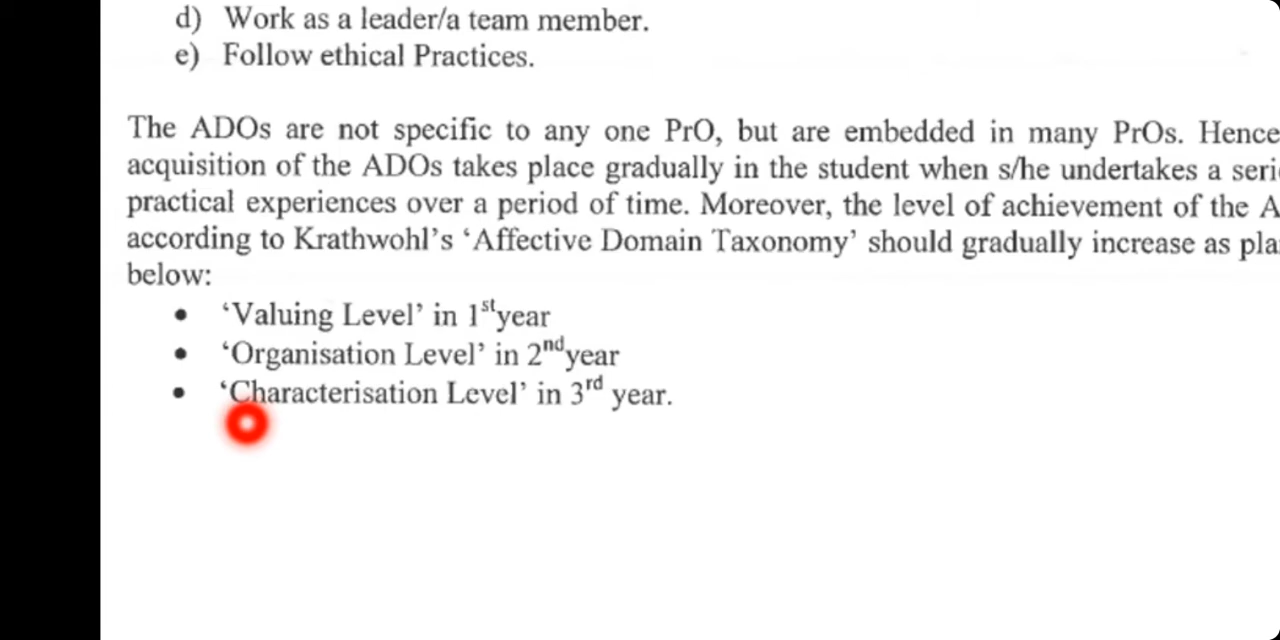 d) Work as a leader/a team member.
e) Follow ethical Practices.
The ADOs are not specific to any one PrO, but are embedded in many PrOs. Hence
acquisition of the ADOs takes place gradually in the student when s/he undertakes a
practical experiences over a period of time. Moreover, the level of achievement of the
according to Krathwohl's ‘Affective Domain Taxonomy’ should gradually increase as
below:
• ‘Valuing Level’ in 1st year
• ‘Organisation Level’ in 2nd year
• ‘Characterisation Level’ in 3rd year.